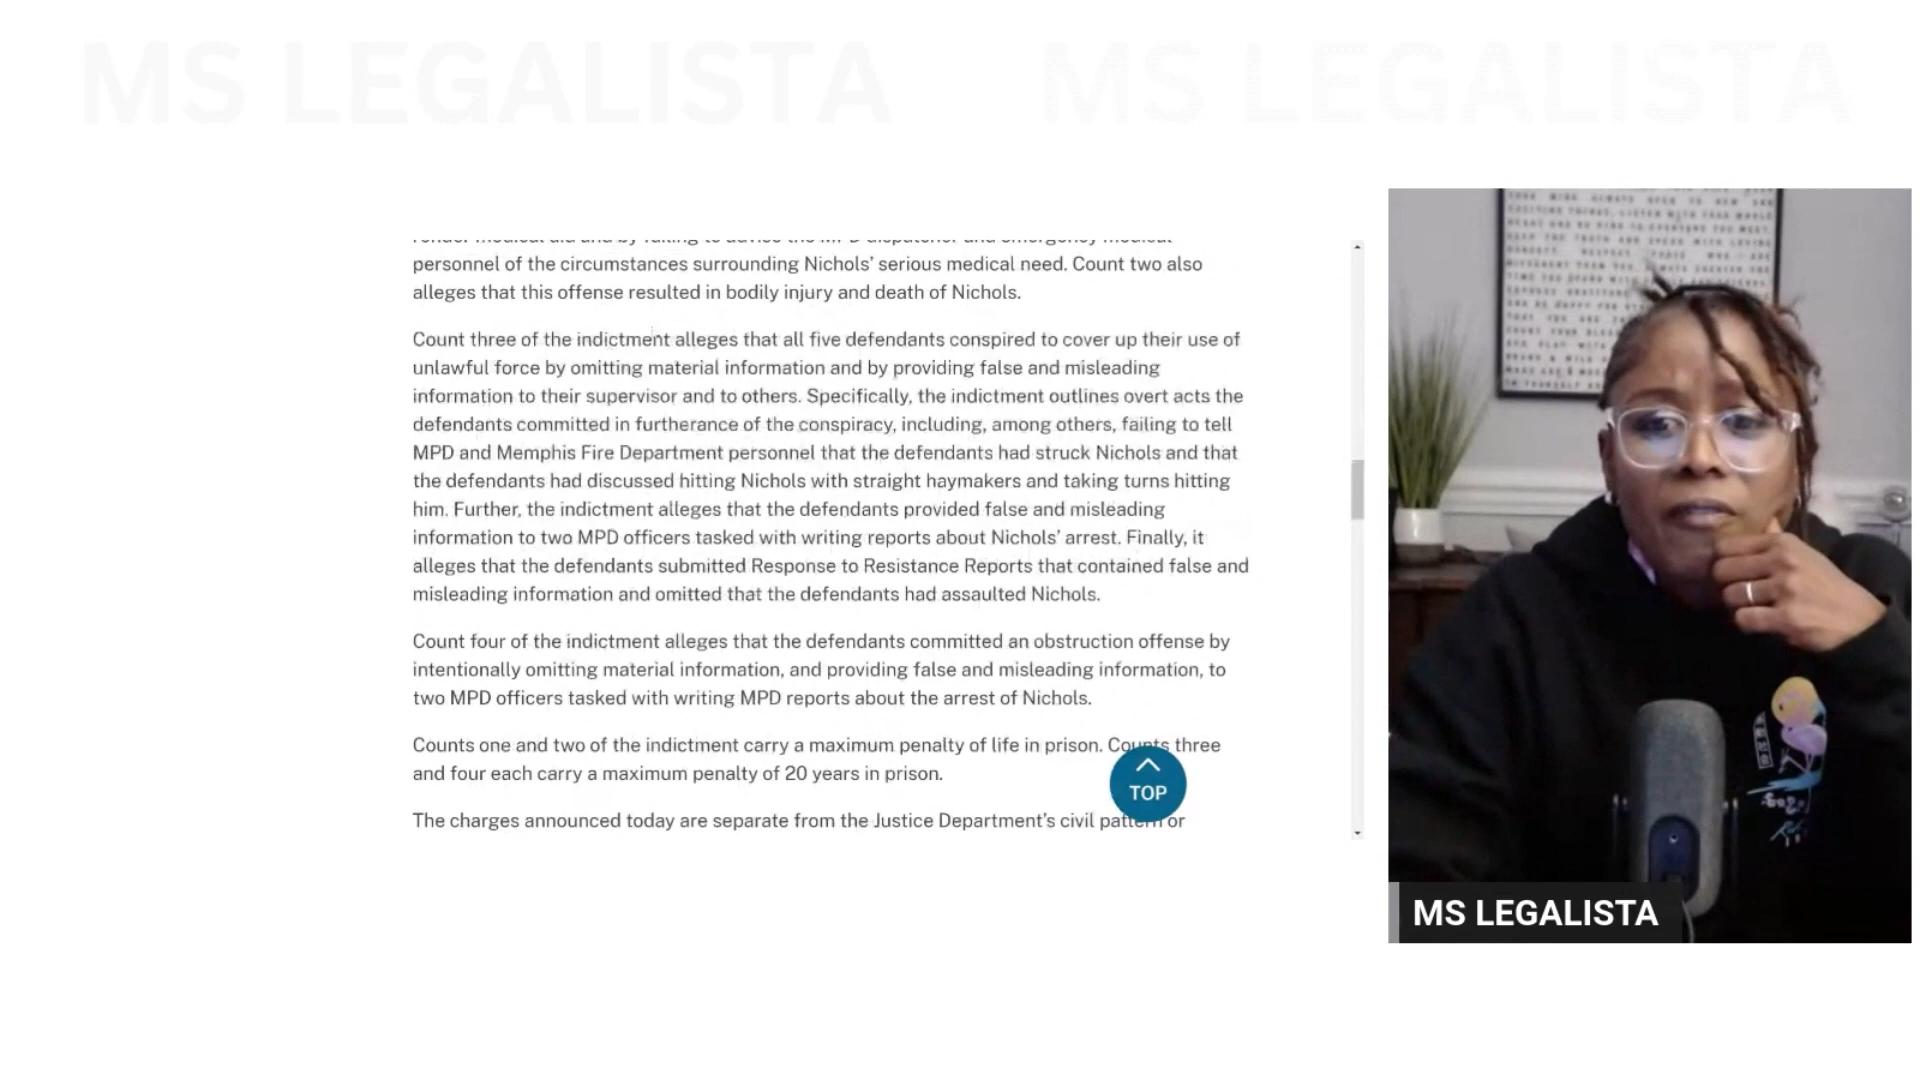 MS LEGALISTA MS LEGALISTA
personnel of the circumstances surrounding Nichols’ serious medical need. Count two also
alleges that this offense resulted in bodily injury and death of Nichols.
Count three of the indictment alleges that all five defendants conspired to cover up their use of
unlawful force by omitting material information and by providing false and misleading
information to their supervisor and to others. Specifically, the indictment outlines overt acts the
defendants committed in furtherance of the conspiracy, including, among others, failing to tell
MPD and Memphis Fire Department personnel that the defendants had struck Nichols and that
the defendants had discussed hitting Nichols with straight haymakers and taking turns hitting
him. Further, the indictment alleges that the defendants provided false and misleading
information to two MPD officers tasked with writing reports about Nichols’ arrest. Finally, it
alleges that the defendants submitted Response to Resistance Reports that contained false and
misleading information and omitted that the defendants had assaulted Nichols.
Count four of the indictment alleges that the defendants committed an obstruction offense by
intentionally omitting material information, and providing false and misleading information, to
two MPD officers tasked with writing MPD reports about the arrest of Nichols.
Counts one and two of the indictment carry a maximum penalty of life in prison. Counts three
and four each carry a maximum penalty of 20 years in prison.
TOP
The charges announced today are separate from the Justice Department’s civil pattern or
MS LEGALISTA